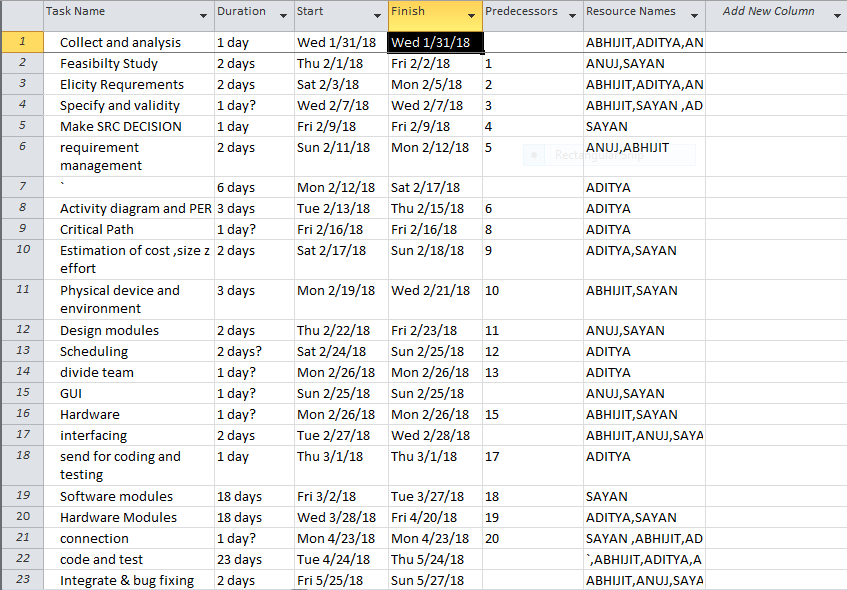 Task Name Duration Start Finish Predecessors Resource Names Add New Column
1 Collect and analysis 1 day Wed 1/31/18 Wed 1/31/18 ABHIJIT,ADITYA,AN
2 Feasibilty Study 2 days Thu 2/1/18 Fri 2/2/18 1 ANUJ,SAYAN
3 Elicity Requrements 2 days Sat 2/3/18 Mon 2/5/18 2 ABHIJIT,ADITYA,AN
4 Specify and validity 1 day? Wed 2/7/18 Wed 2/7/18 3 ABHIJIT,SAYAN ,AD
5 Make SRC DECISION 1 day Fri 2/9/18 Fri 2/9/18 4 SAYAN
6 requirement 2 days Sun 2/11/18 Mon 2/12/18 5 ANUJ,ABHIJIT
management
Rectangular Snip
7 ` 6 days Mon 2/12/18 Sat 2/17/18 ADITYA
8 Activity diagram and PER 3 days Tue 2/13/18 Thu 2/15/18 6 ADITYA
9 Critical Path 1 day? Fri 2/16/18 Fri 2/16/18 8 ADITYA
10 Estimation of cost ,size z 2 days Sat 2/17/18 Sun 2/18/18 9 ADITYA,SAYAN
effort
11 Physical device and 3 days Mon 2/19/18 Wed 2/21/18 10 ABHIJIT,SAYAN
environment
12 Design modules 2 days Thu 2/22/18 Fri 2/23/18 11 ANUJ,SAYAN
13 Scheduling 2 days? Sat 2/24/18 Sun 2/25/18 12 ADITYA
14 divide team 1 day? Mon 2/26/18 Mon 2/26/18 13 ADITYA
15 GUI 1 day? Sun 2/25/18 Sun 2/25/18 ANUJ,SAYAN
16 Hardware 1 day? Mon 2/26/18 Mon 2/26/18 15 ABHIJIT,SAYAN
17 interfacing 2 days Tue 2/27/18 Wed 2/28/18 ABHIJIT,ANUJ,SAYA
18 send for coding and 1 day Thu 3/1/18 Thu 3/1/18 17 ADITYA
testing
19 Software modules 18 days Fri 3/2/18 Tue 3/27/18 18 SAYAN
20 Hardware Modules 18 days Wed 3/28/18 Fri 4/20/18 19 ADITYA,SAYAN
21 connection 1 day? Mon 4/23/18 Mon 4/23/18 20 SAYAN ,ABHIJIT,AD
22 code and test 23 days Tue 4/24/18 Thu 5/24/18 `,ABHIJIT,ADITYA,A
23 Integrate & bug fixing 2 days Fri 5/25/18 Sun 5/27/18 ABHIJIT,ANUJ,SAYA